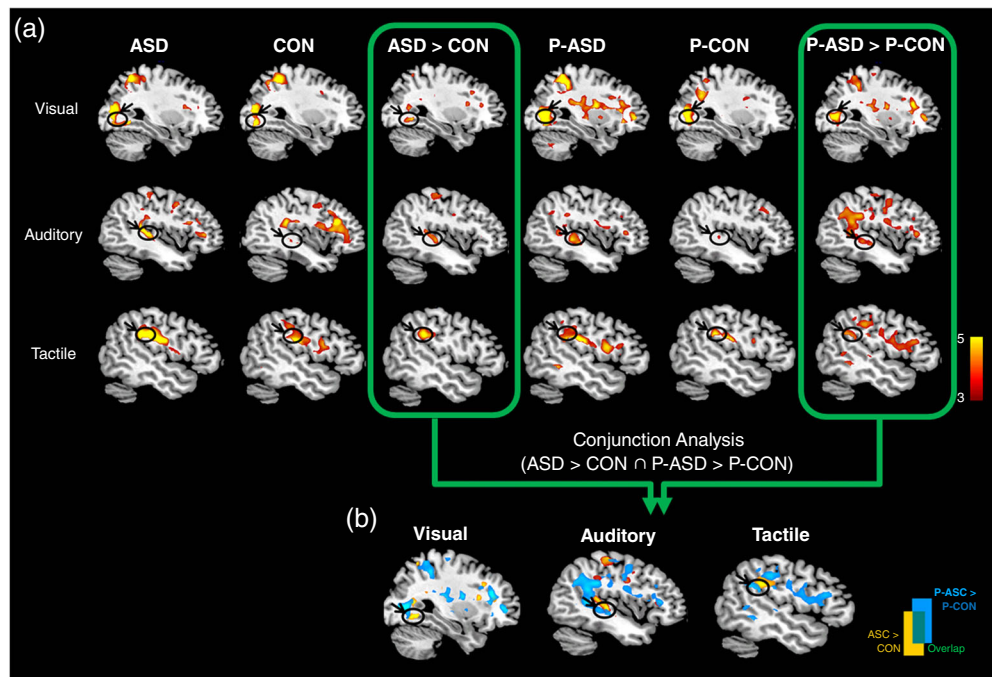 (a)
ASD CON ASD > CON P-ASD P-CON P-ASD > P-CON
Visual
Auditory
Tactile
5
3
Conjunction Analysis
(ASD > CON ∩ P-ASD > P-CON)
(b)
Visual Auditory Tactile
P-ASC >
P-CON
ASC >
CON
Overlap